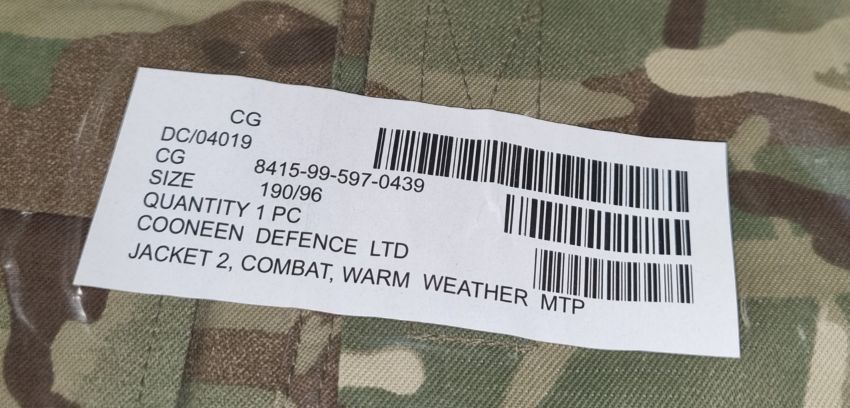 CG
DC/04019
CG 8415-99-597-0439
SIZE 190/96
QUANTITY 1 PC
COONEEN DEFENCE LTD
JACKET 2, COMBAT, WARM WEATHER MTP